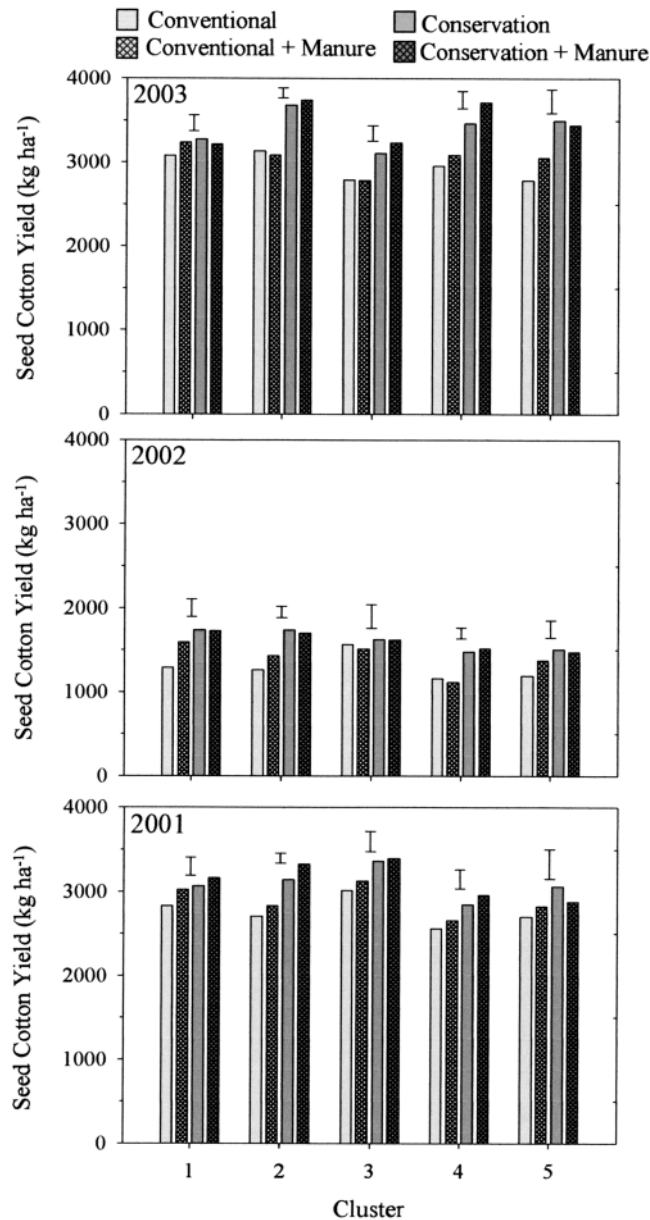 Conventional Conservation
Conventional + Manure Conservation + Manure
2003
4000
3000
2000
1000
0
Seed Cotton Yield (kg ha-1)
2002
4000
3000
2000
1000
0
Seed Cotton Yield (kg ha-1)
2001
4000
3000
2000
1000
0
Seed Cotton Yield (kg ha-1)
1 2 3 4 5
Cluster